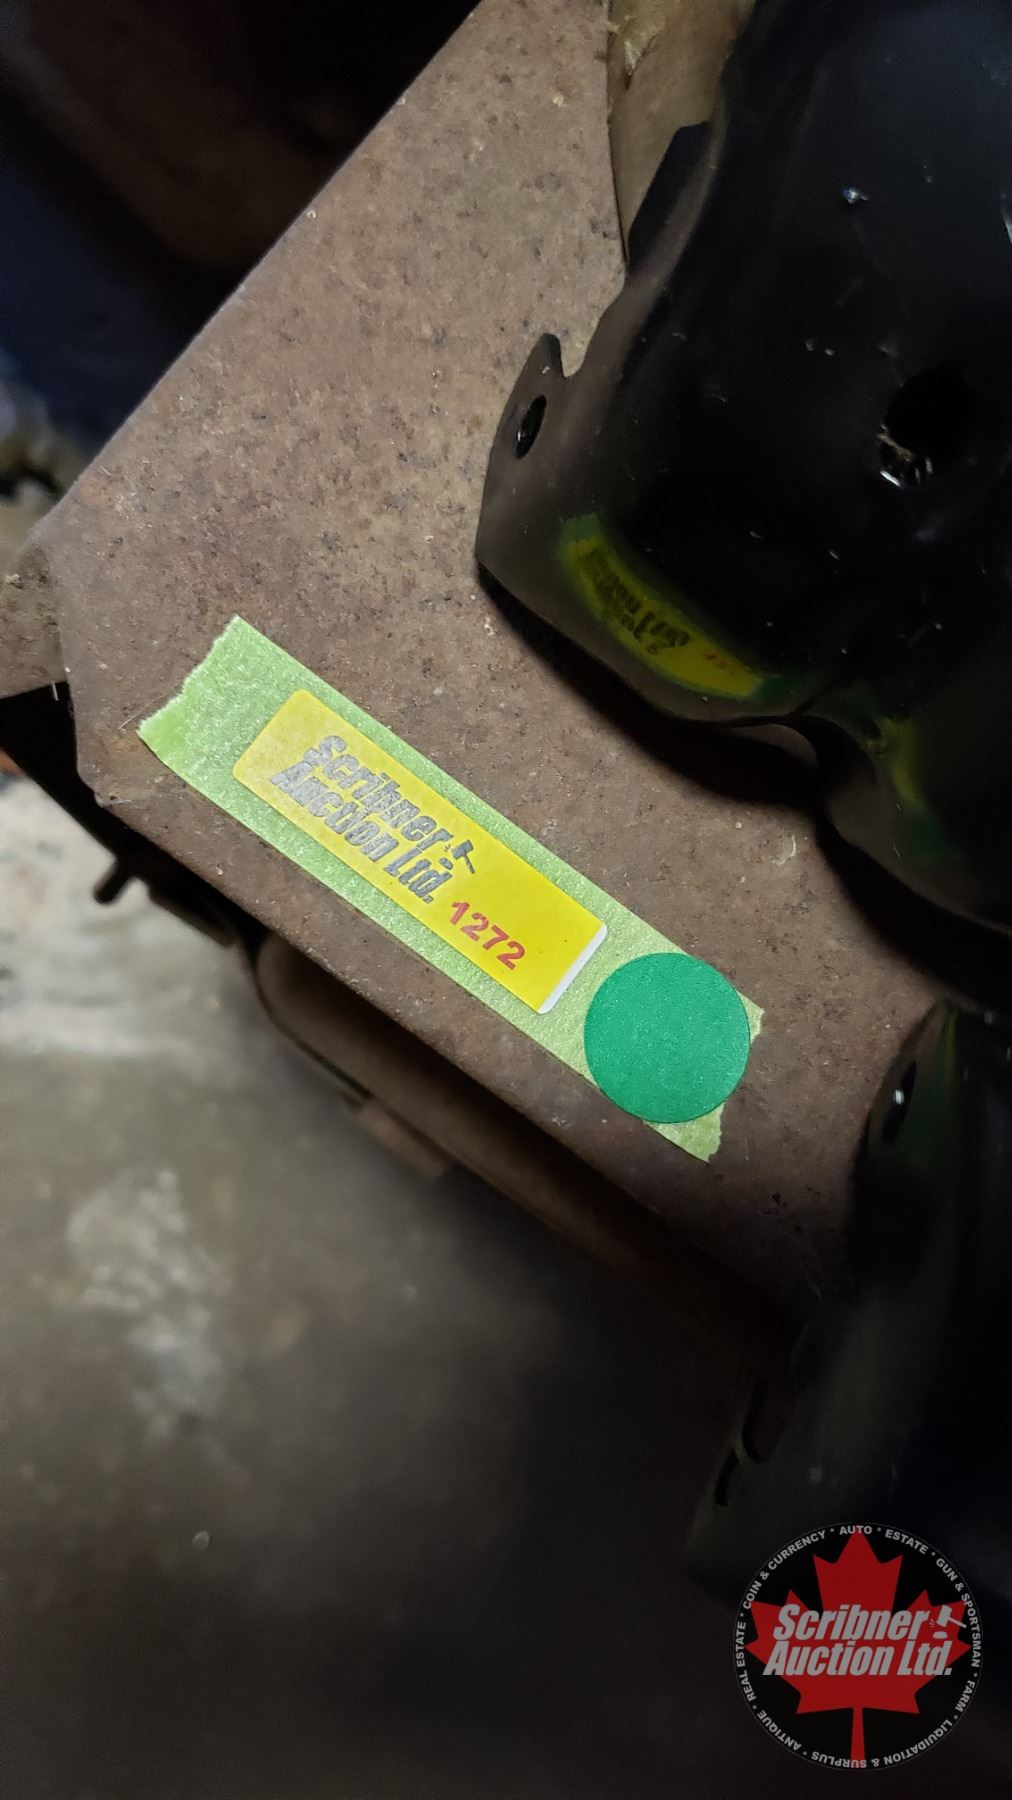 Scribner
Auction Ltd.
1272
REAL ESTATE * COIN & CURRENCY * AUTO * ESTATE * GUN & SPORTSMAN * FARM * LIQUIDATION & SURPLUS * ANTIQUE *
Scribner
Auction Ltd.